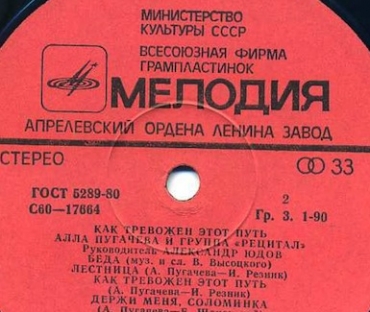 МИНИСТЕРСТВО
КУЛЬТУРЫ СССР
ВСЕСОЮЗНАЯ ФИРМА
ГРАМПЛАСТИНОК
МЕЛОДИЯ
АПРЕЛЕВСКИЙ ОРДЕНА ЛЕНИНА ЗАВОД
СТЕРЕО 33
ГОСТ 5289-80 2
С60—17664 Гр. 3. 1-90
КАК ТРЕВОЖЕН ЭТОТ ПУТЬ
АЛЛА ПУГАЧЕВА И ГРУППА «РЕЦИТАЛ»
Руководитель АЛЕКСАНДР ЮДОВ
БЕДА (муз. и сл. В. Высоцкого)
ЛЕСТНИЦА (А. Пугачева—И. Резник)
КАК ТРЕВОЖЕН ЭТОТ ПУТЬ
(А. Пугачева—И. Резник)
ДЕРЖИ МЕНЯ, СОЛОМИНКА